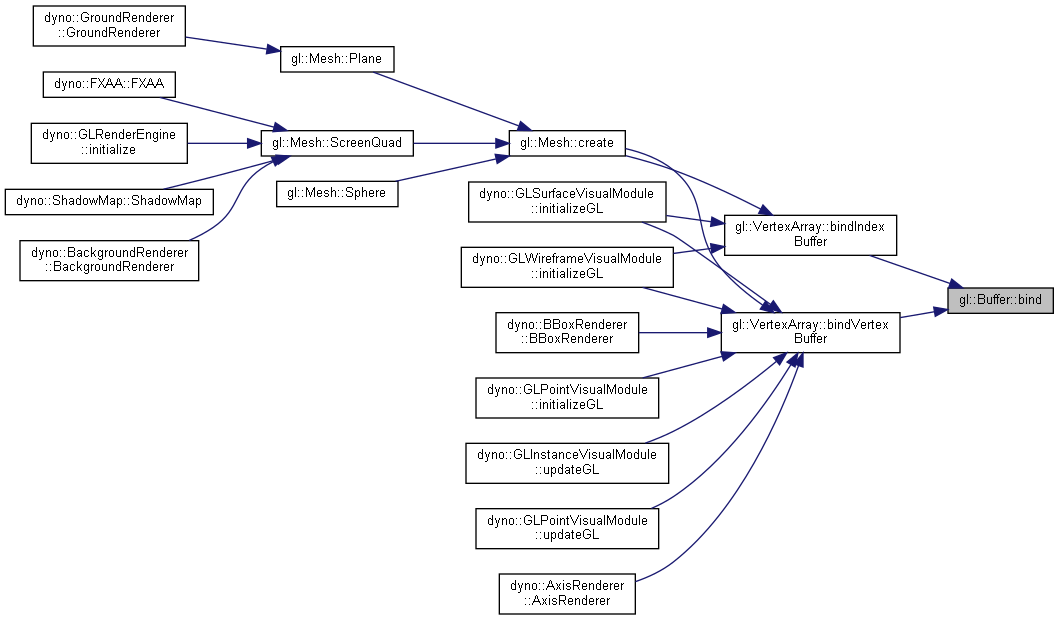 dyno::GroundRenderer
::GroundRenderer
gl::Mesh::Plane
dyno::FXAA::FXAA
dyno::GLRenderEngine
::initialize
gl::Mesh::ScreenQuad
gl::Mesh::create
dyno::ShadowMap::ShadowMap
gl::Mesh::Sphere
dyno::GLSurfaceVisualModule
::initializeGL
gl::VertexArray::bindIndex
Buffer
dyno::BackgroundRenderer
::BackgroundRenderer
dyno::GLWireframeVisualModule
::initializeGL
gl::Buffer::bind
dyno::BBoxRenderer
::BBoxRenderer
gl::VertexArray::bindVertex
Buffer
dyno::GLPointVisualModule
::initializeGL
dyno::GLInstanceVisualModule
::updateGL
dyno::GLPointVisualModule
::updateGL
dyno::AxisRenderer
::AxisRenderer